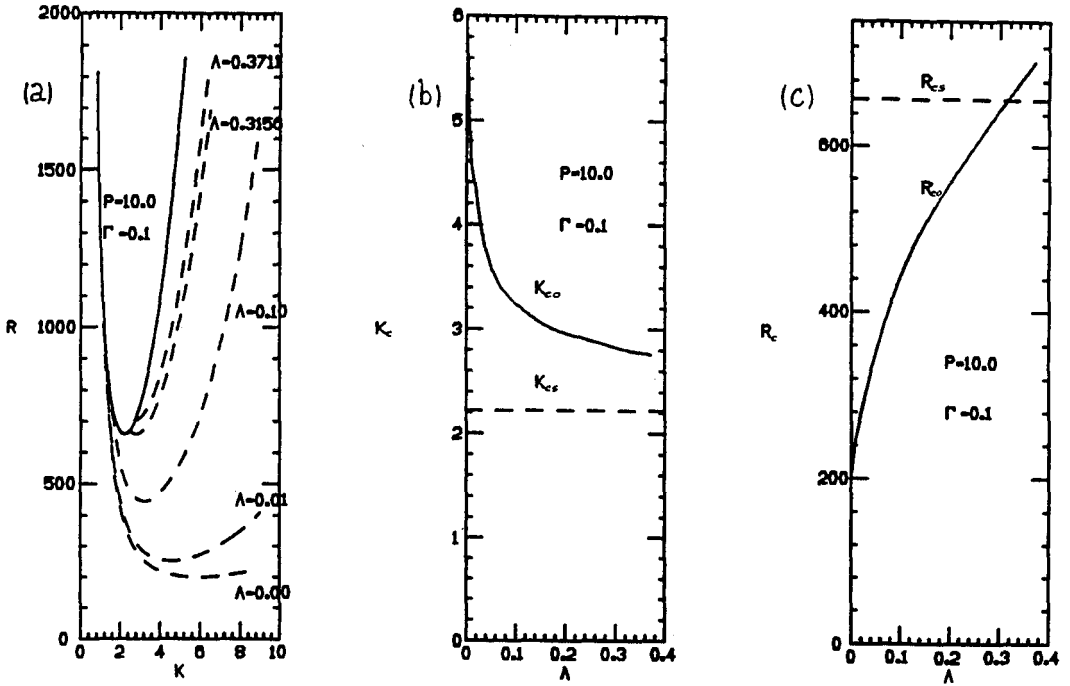 (a)
2000
1500
1000
500
0
R
Λ=0.3711
Λ=0.3156
P=10.0
Γ=0.1
Λ=0.10
Λ=0.01
Λ=0.00
0 2 4 6 8 10
K
(b)
6
5
4
3
2
1
0
K_c
P=10.0
Γ=0.1
K_co
K_cs
0 0.1 0.2 0.3 0.4
Λ
(c)
600
400
200
0
R_c
R_cs
R_co
P=10.0
Γ=0.1
0 0.1 0.2 0.3 0.4
Λ